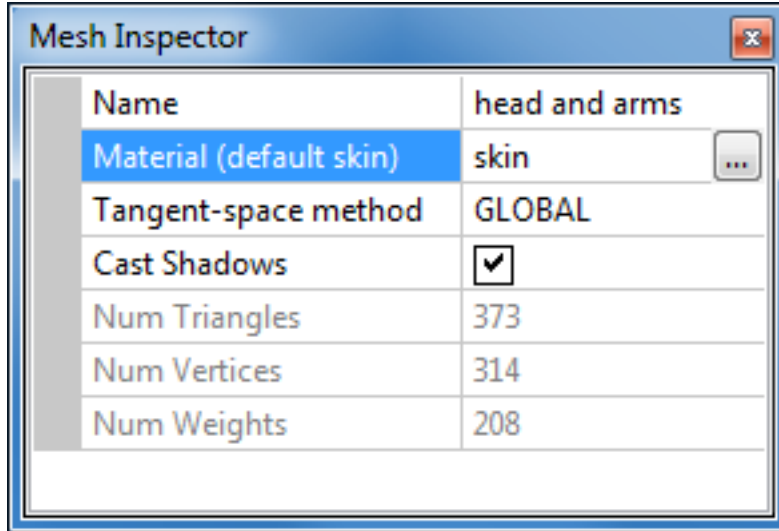 Mesh Inspector
Name head and arms
Material (default skin) skin ...
Tangent-space method GLOBAL
Cast Shadows
Num Triangles 373
Num Vertices 314
Num Weights 208